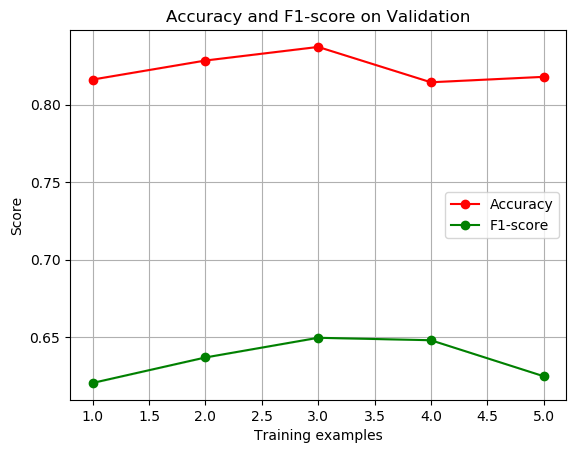 Accuracy and F1-score on Validation
Score
0.80
0.75
0.70
0.65
Accuracy
F1-score
1.0 1.5 2.0 2.5 3.0 3.5 4.0 4.5 5.0
Training examples